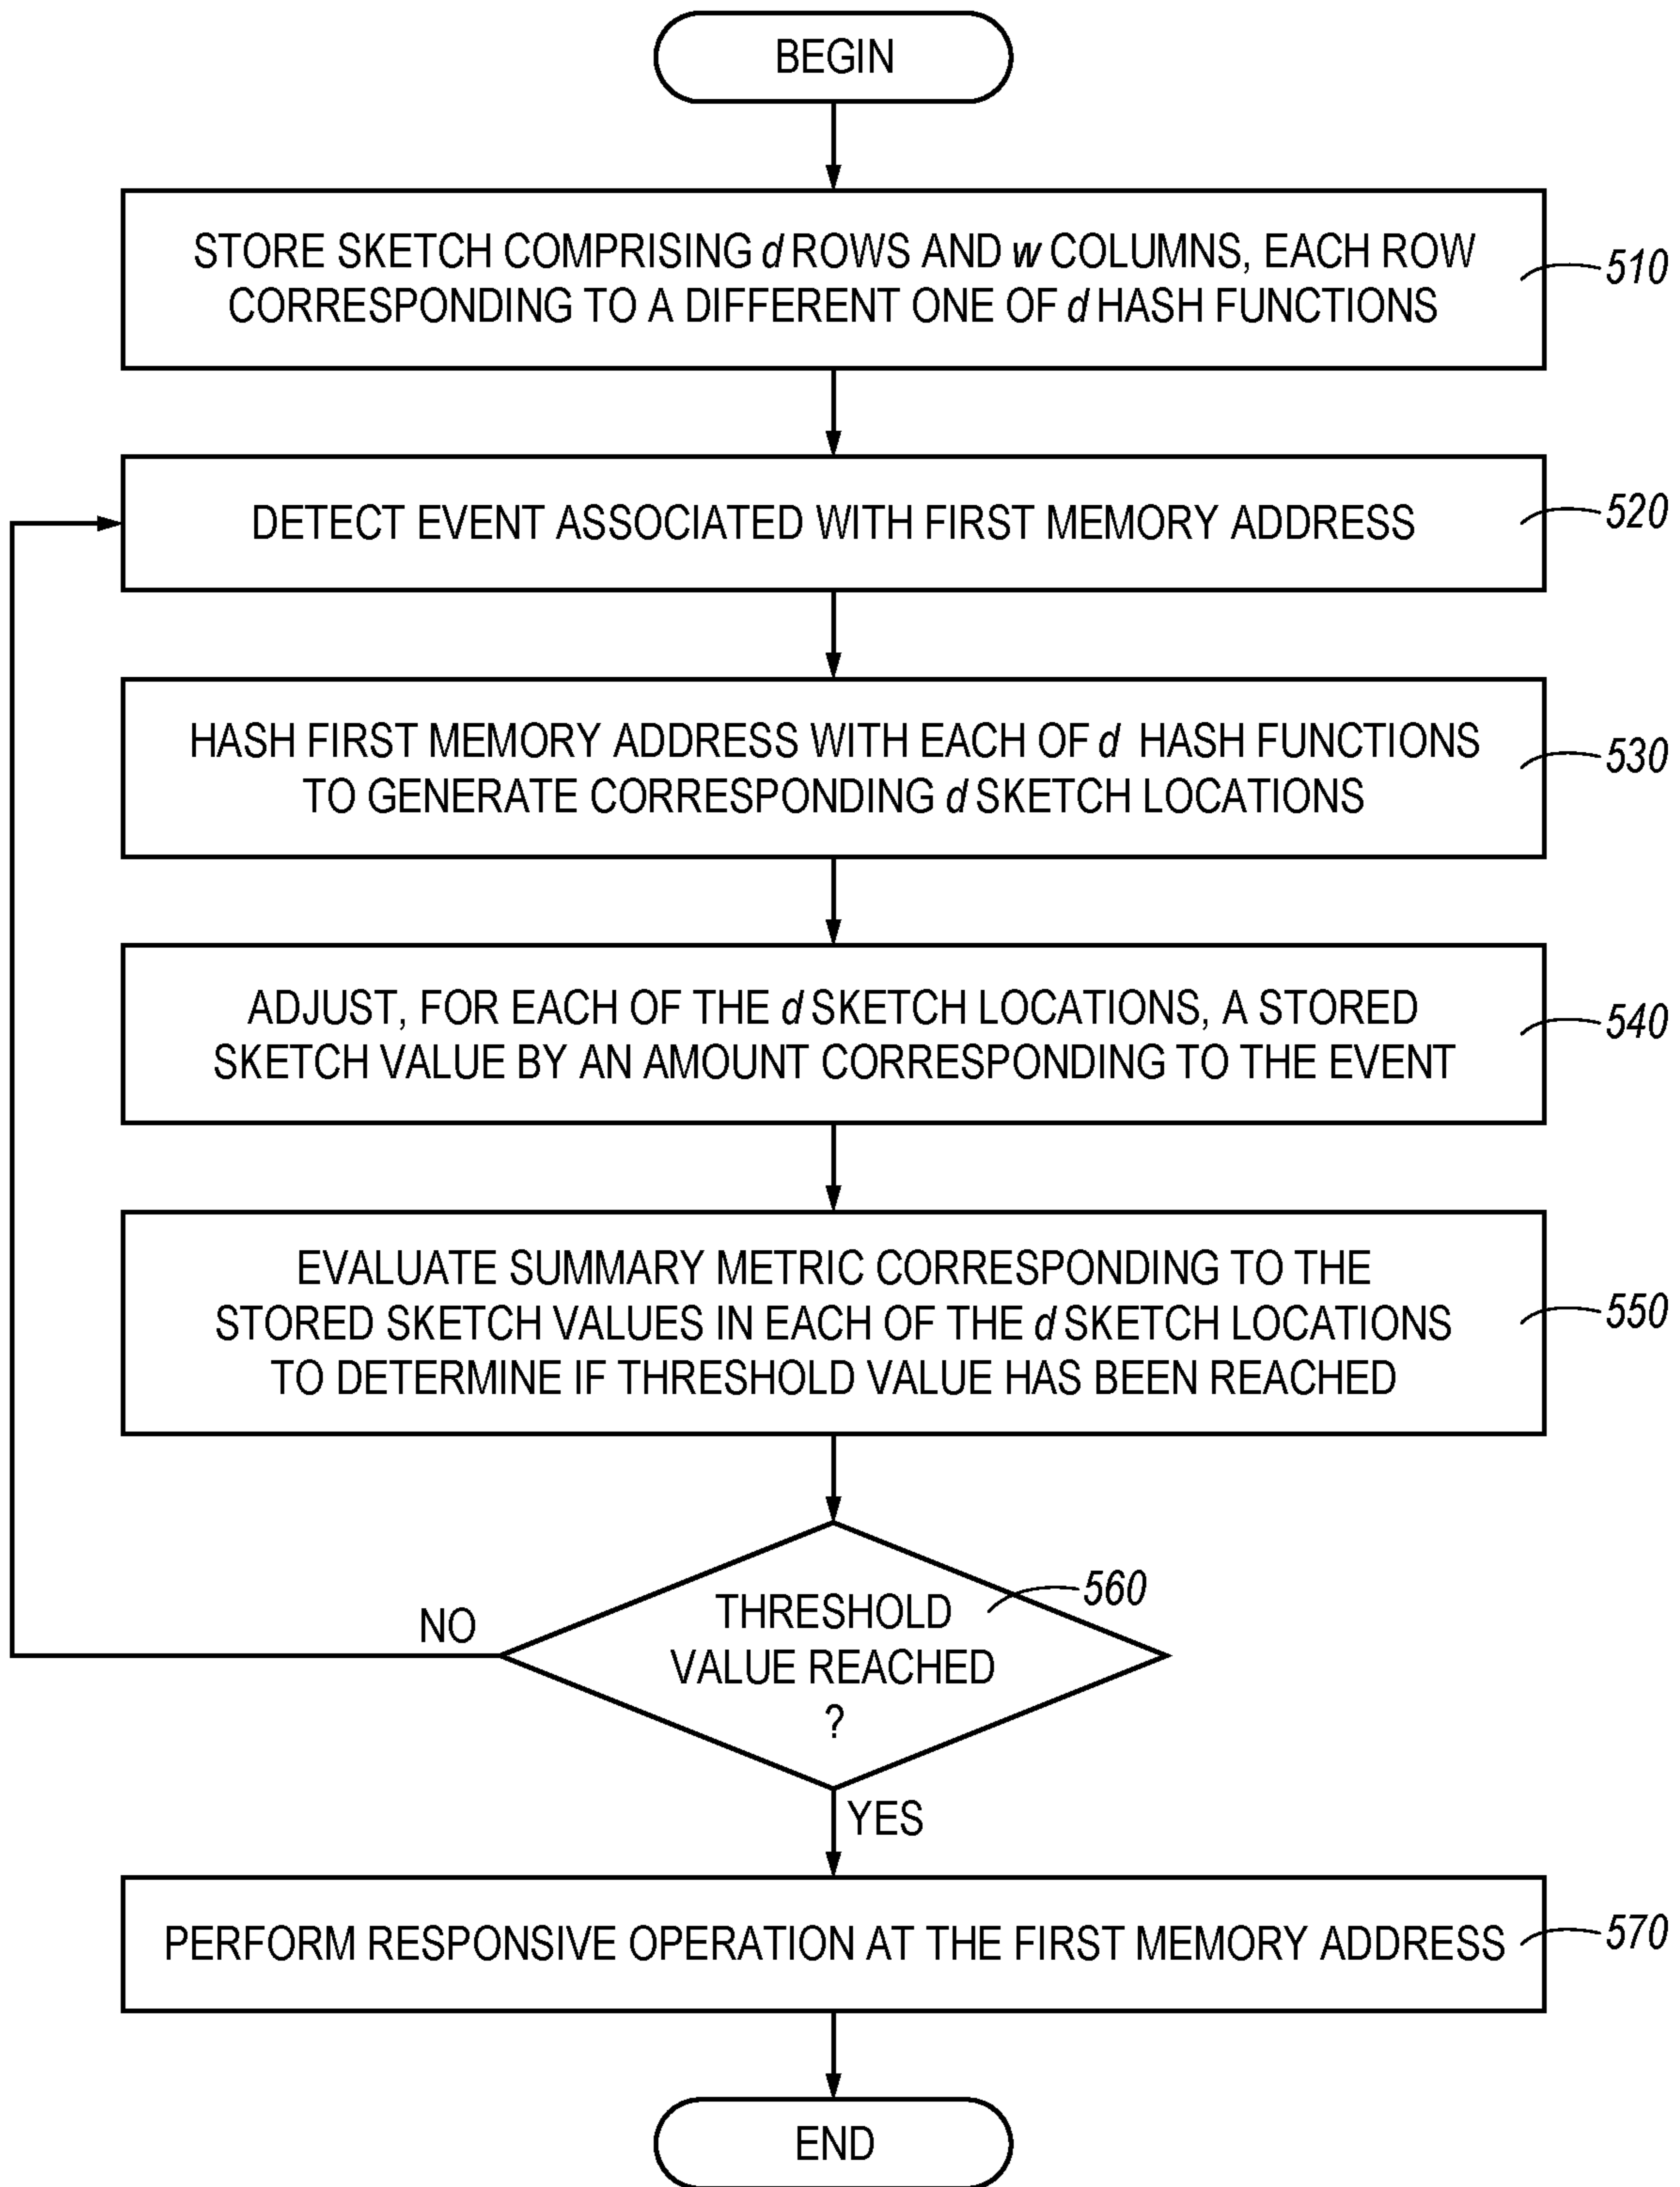 BEGIN
STORE SKETCH COMPRISING d ROWS AND w COLUMNS, EACH ROW
CORRESPONDING TO A DIFFERENT ONE OF d HASH FUNCTIONS
510
DETECT EVENT ASSOCIATED WITH FIRST MEMORY ADDRESS
520
HASH FIRST MEMORY ADDRESS WITH EACH OF d HASH FUNCTIONS
TO GENERATE CORRESPONDING d SKETCH LOCATIONS
530
ADJUST, FOR EACH OF THE d SKETCH LOCATIONS, A STORED
SKETCH VALUE BY AN AMOUNT CORRESPONDING TO THE EVENT
540
EVALUATE SUMMARY METRIC CORRESPONDING TO THE
STORED SKETCH VALUES IN EACH OF THE d SKETCH LOCATIONS
TO DETERMINE IF THRESHOLD VALUE HAS BEEN REACHED
550
THRESHOLD
VALUE REACHED
?
560
NO
YES
PERFORM RESPONSIVE OPERATION AT THE FIRST MEMORY ADDRESS
570
END